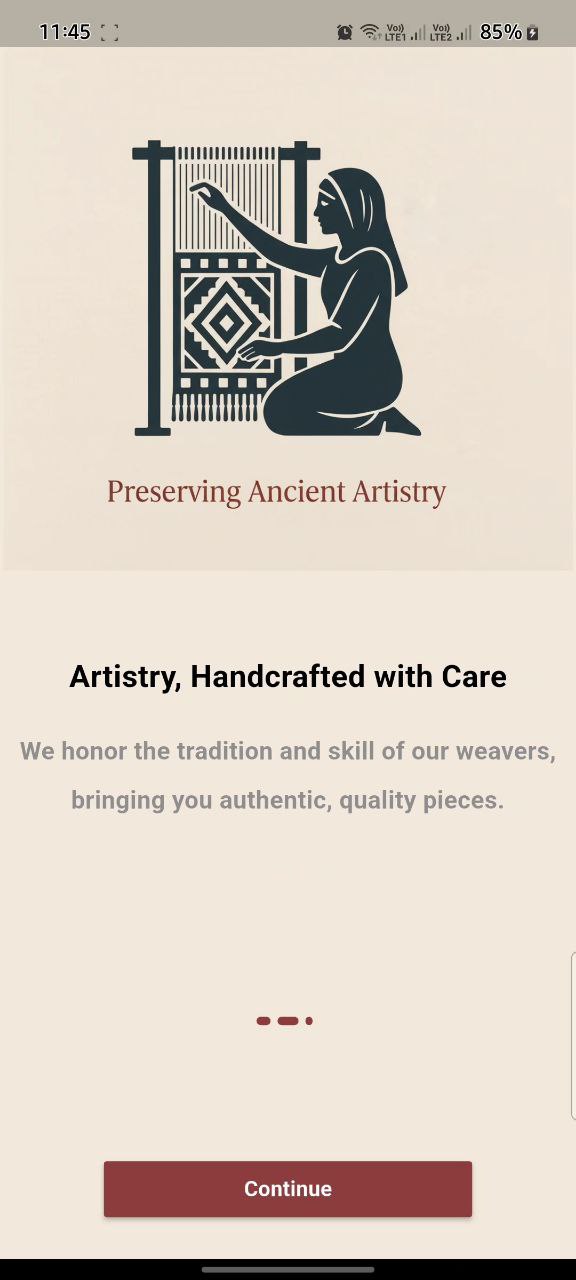 11:45
Vo) LTE1 Vo) LTE2 85%
Preserving Ancient Artistry
Artistry, Handcrafted with Care
We honor the tradition and skill of our weavers,
bringing you authentic, quality pieces.
Continue